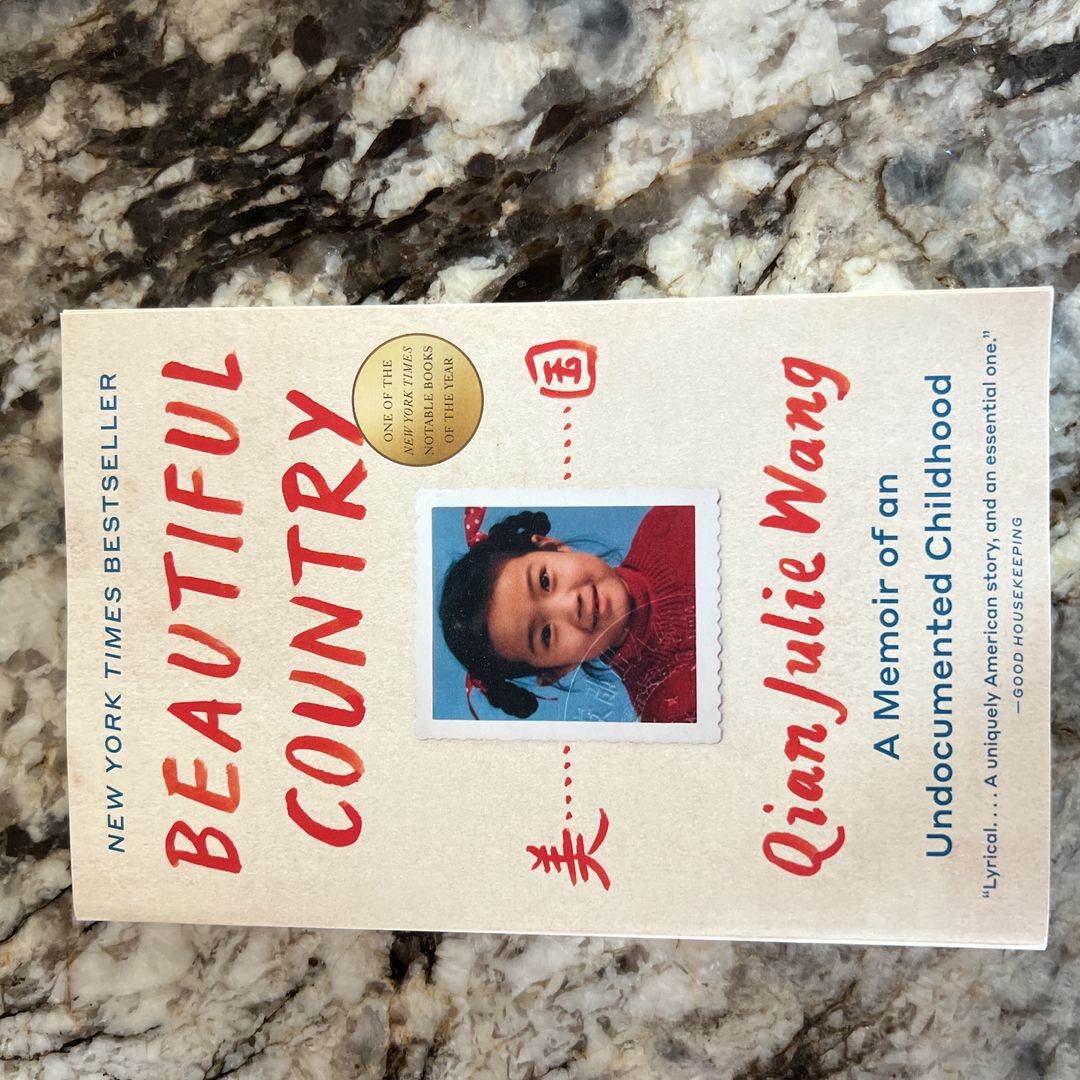 NEW YORK TIMES BESTSELLER
BEAUTIFUL
COUNTRY
ONE OF THE
NEW YORK TIMES
NOTABLE BOOKS
OF THE YEAR
美......国
Qian Julie Wang
A Memoir of an
Undocumented Childhood
“Lyrical.... A uniquely American story, and an essential one.”
—GOOD HOUSEKEEPING